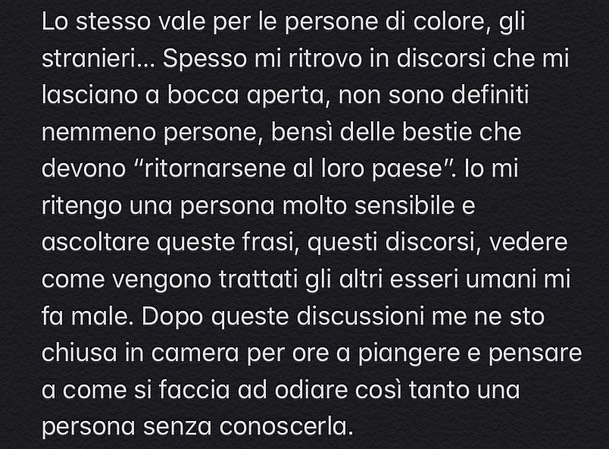 Lo stesso vale per le persone di colore, gli
stranieri... Spesso mi ritrovo in discorsi che mi
lasciano a bocca aperta, non sono definiti
nemmeno persone, bensì delle bestie che
devono “ritornarsene al loro paese”. Io mi
ritengo una persona molto sensibile e
ascoltare queste frasi, questi discorsi, vedere
come vengono trattati gli altri esseri umani mi
fa male. Dopo queste discussioni me ne sto
chiusa in camera per ore a piangere e pensare
a come si faccia ad odiare così tanto una
persona senza conoscerla.